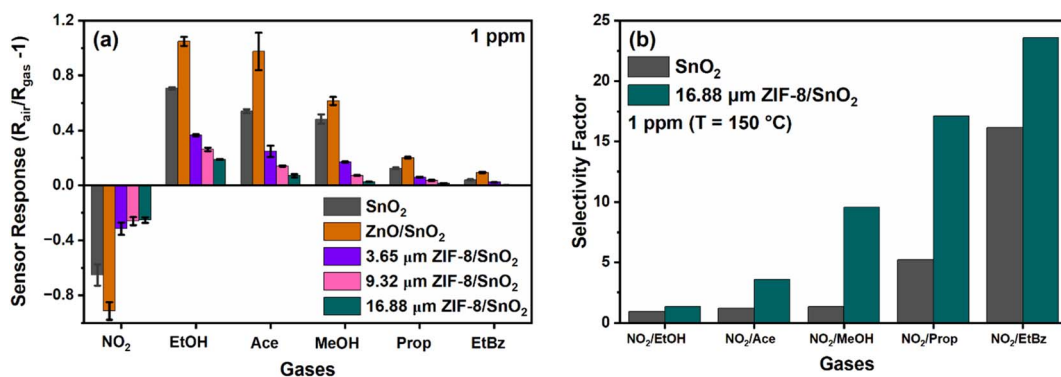 (a)
1 ppm
1.2
0.8
0.4
0.0
−0.4
−0.8
Sensor Response (R_air/R_gas -1)
SnO₂
ZnO/SnO₂
3.65 μm ZIF-8/SnO₂
9.32 μm ZIF-8/SnO₂
16.88 μm ZIF-8/SnO₂
NO₂ EtOH Ace MeOH Prop EtBz
Gases
(b)
SnO₂
16.88 μm ZIF-8/SnO₂
1 ppm (T = 150 °C)
25
20
15
10
5
0
Selectivity Factor
NO₂/EtOH NO₂/Ace NO₂/MeOH NO₂/Prop NO₂/EtBz
Gases